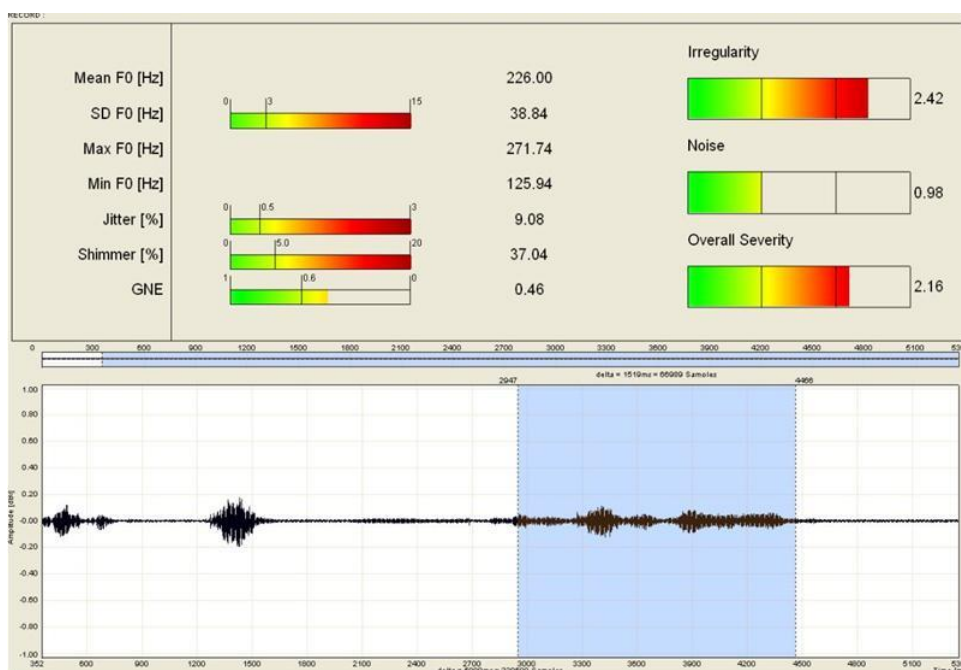 RECORD :
Mean F0 [Hz] 226.00
0 3 15
SD F0 [Hz] 38.84
Max F0 [Hz] 271.74
Min F0 [Hz] 125.94
0 0.5 3
Jitter [%] 9.08
0 5.0 20
Shimmer [%] 37.04
1 0.6 0
GNE 0.46
Irregularity
2.42
Noise
0.98
Overall Severity
2.16
0 300 600 900 1200 1500 1800 2100 2400 2700 3000 3300 3600 3900 4200 4500 4800 5100
2947 delta = 1519ms = 66989 Samples 4466
1.00
0.80
0.60
0.40
0.20
-0.00
-0.20
-0.40
-0.60
-0.80
-1.00
Amplitude
352 600 900 1200 1500 1800 2100 2400 2700 3000 3300 3600 3900 4200 4500 4800 5100